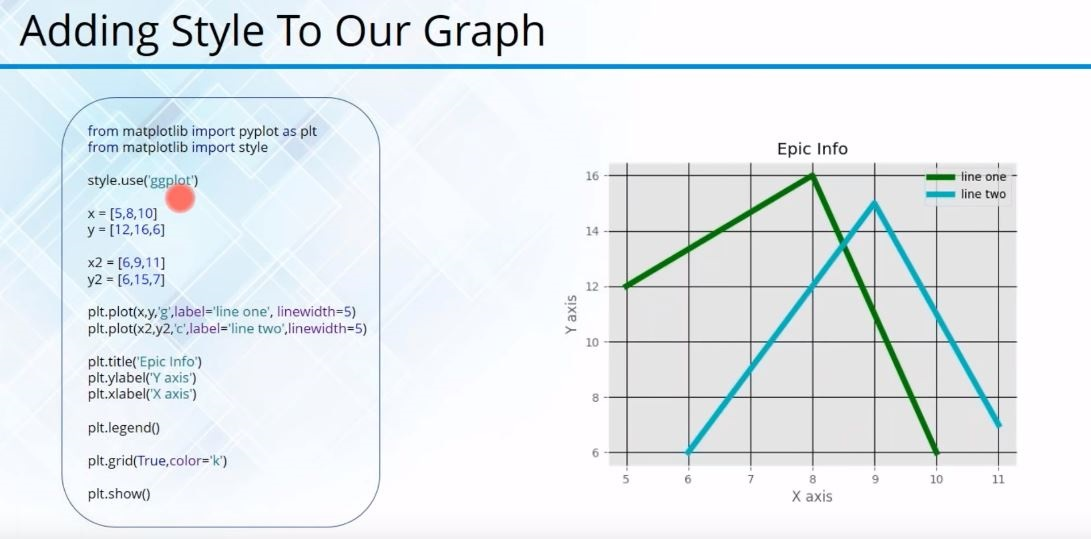 Adding Style To Our Graph
from matplotlib import pyplot as plt
from matplotlib import style
style.use('ggplot')
x = [5,8,10]
y = [12,16,6]
x2 = [6,9,11]
y2 = [6,15,7]
plt.plot(x,y,'g',label='line one', linewidth=5)
plt.plot(x2,y2,'c',label='line two',linewidth=5)
plt.title('Epic Info')
plt.ylabel('Y axis')
plt.xlabel('X axis')
plt.legend()
plt.grid(True,color='k')
plt.show()
Epic Info
line one
line two
16
14
12
10
8
6
Y axis
5 6 7 8 9 10 11
X axis